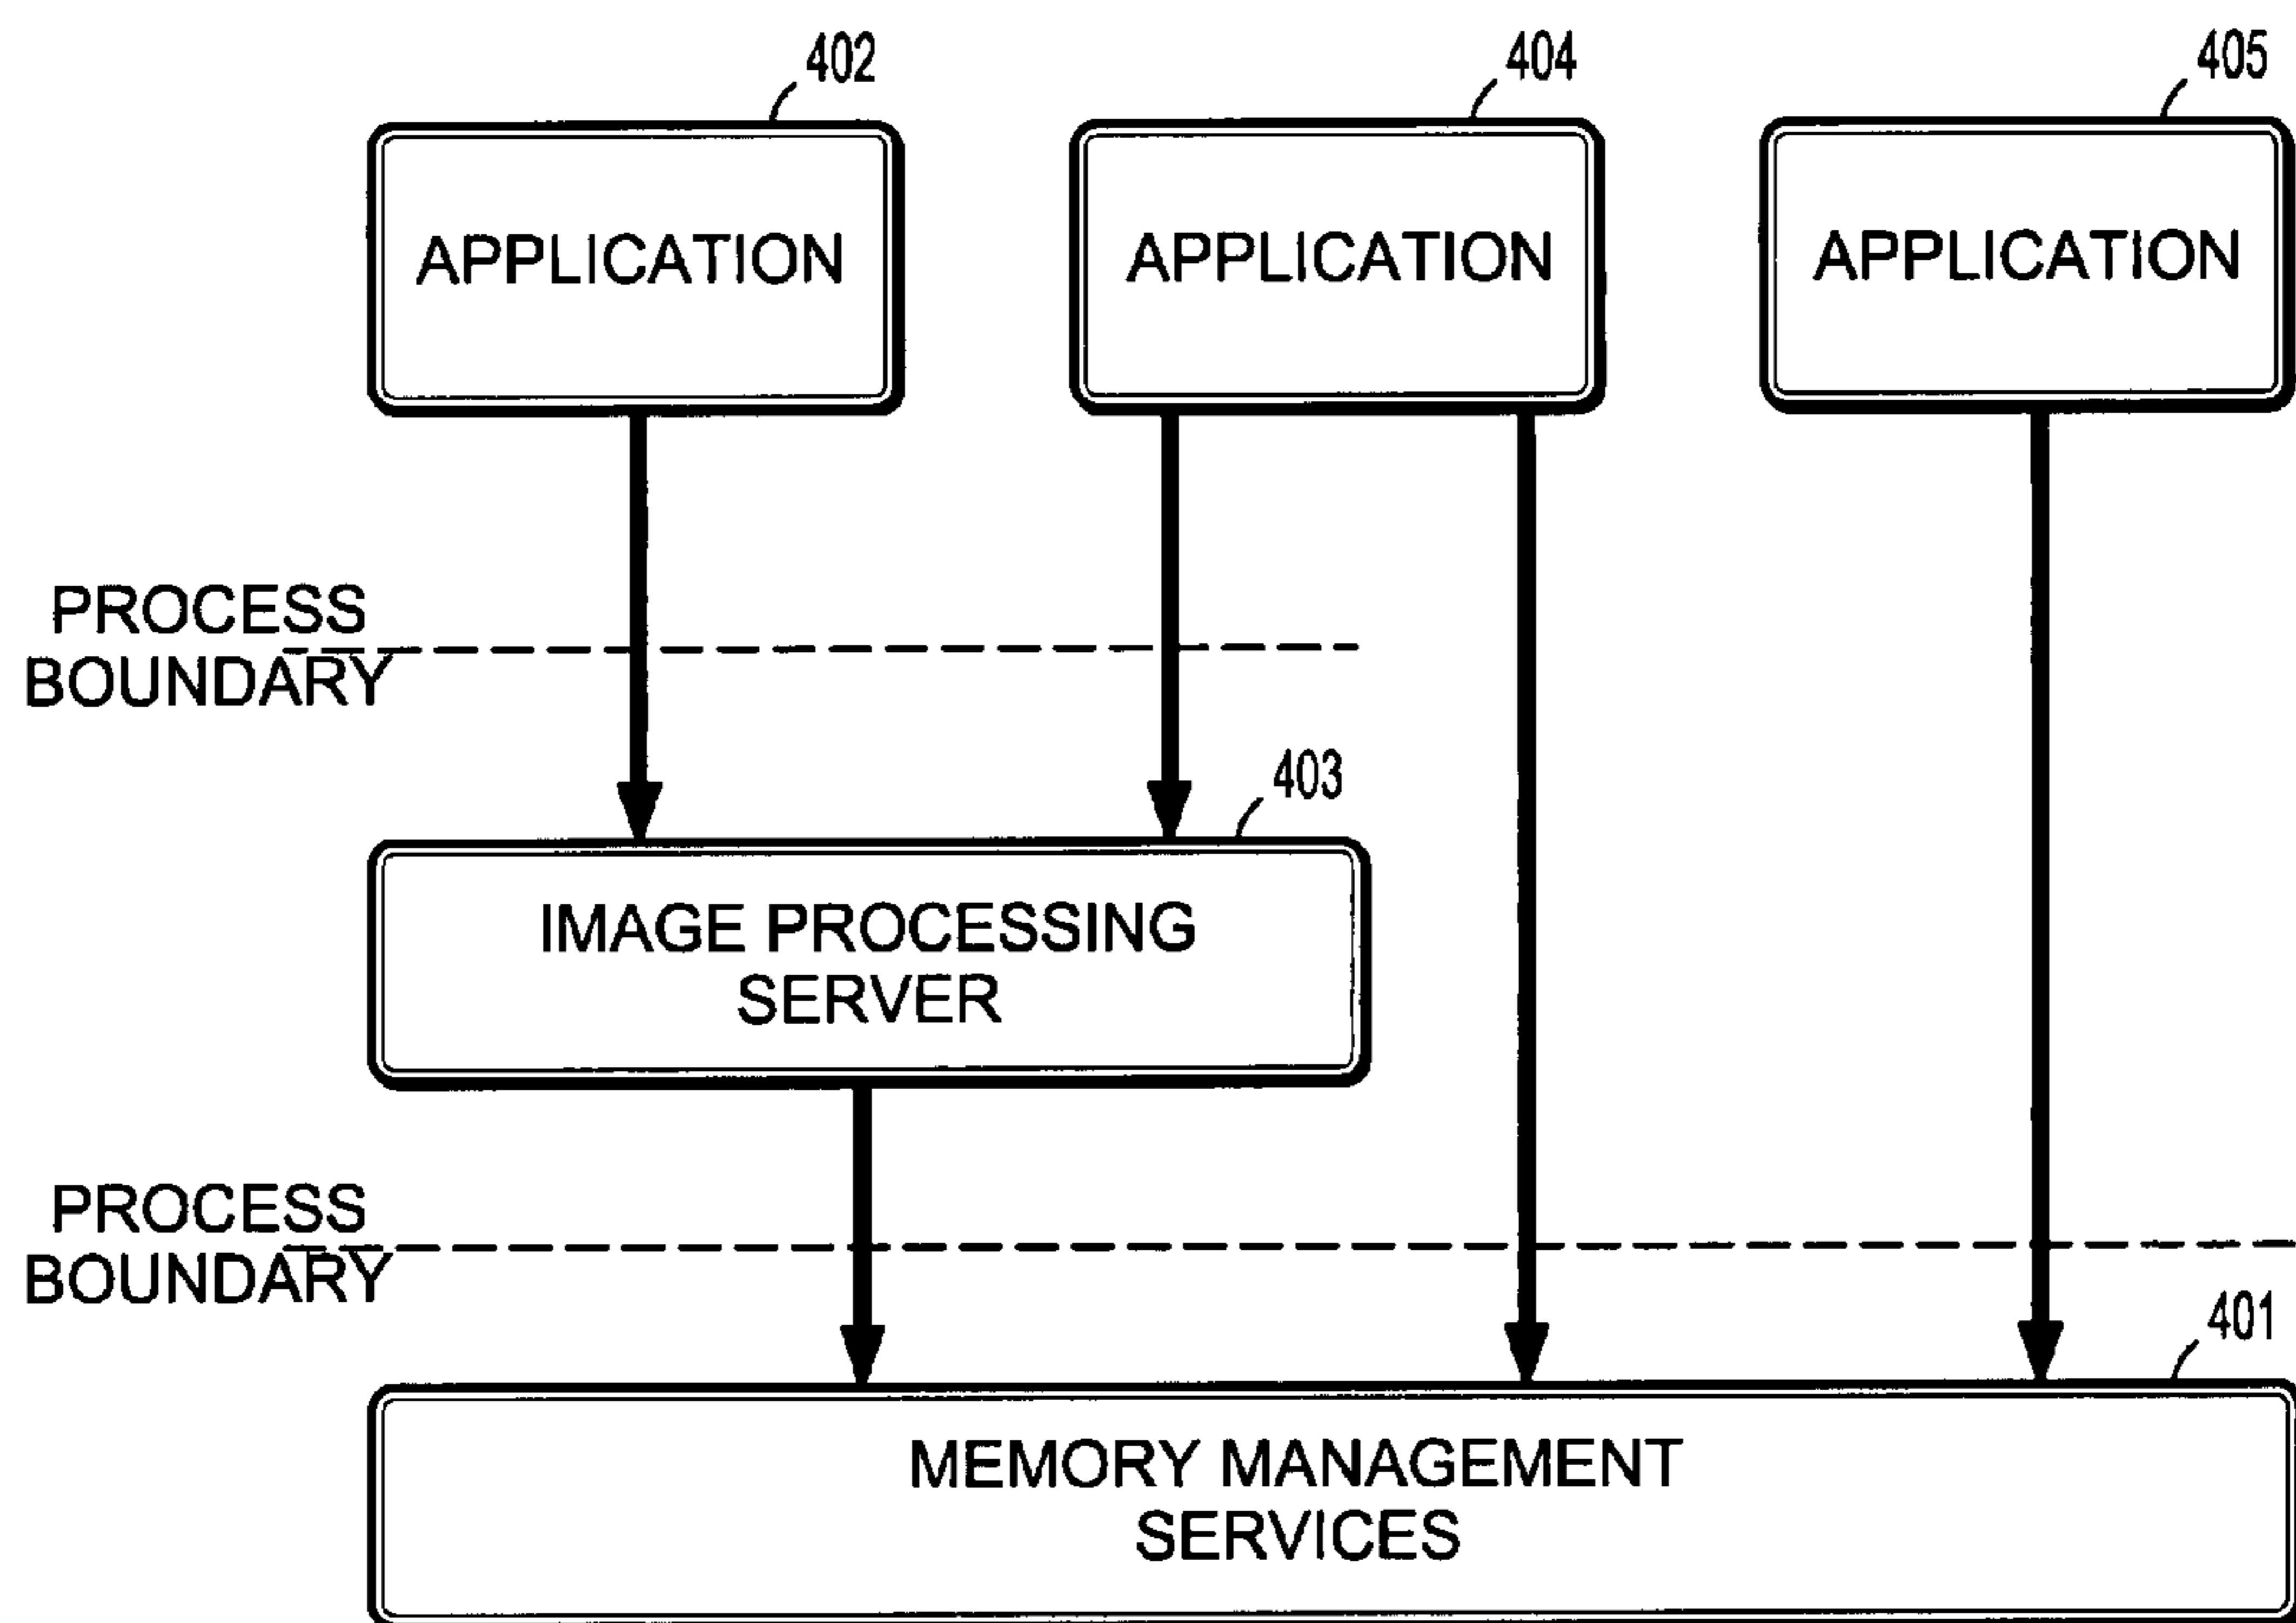 402
404
405
APPLICATION
APPLICATION
APPLICATION
PROCESS
BOUNDARY
403
IMAGE PROCESSING
SERVER
PROCESS
BOUNDARY
401
MEMORY MANAGEMENT
SERVICES